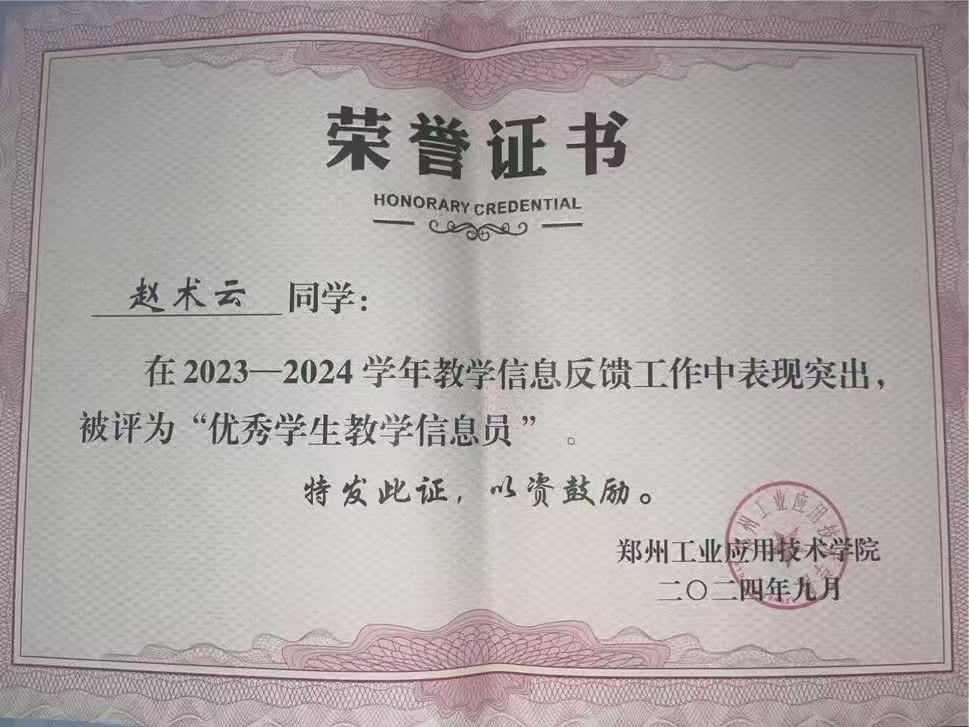 荣誉证书
HONORARY CREDENTIAL
赵术云 同学：
在2023—2024学年教学信息反馈工作中表现突出，
被评为“优秀学生教学信息员”。
特发此证，以资鼓励。
郑州工业应用技术学院
二〇二四年九月